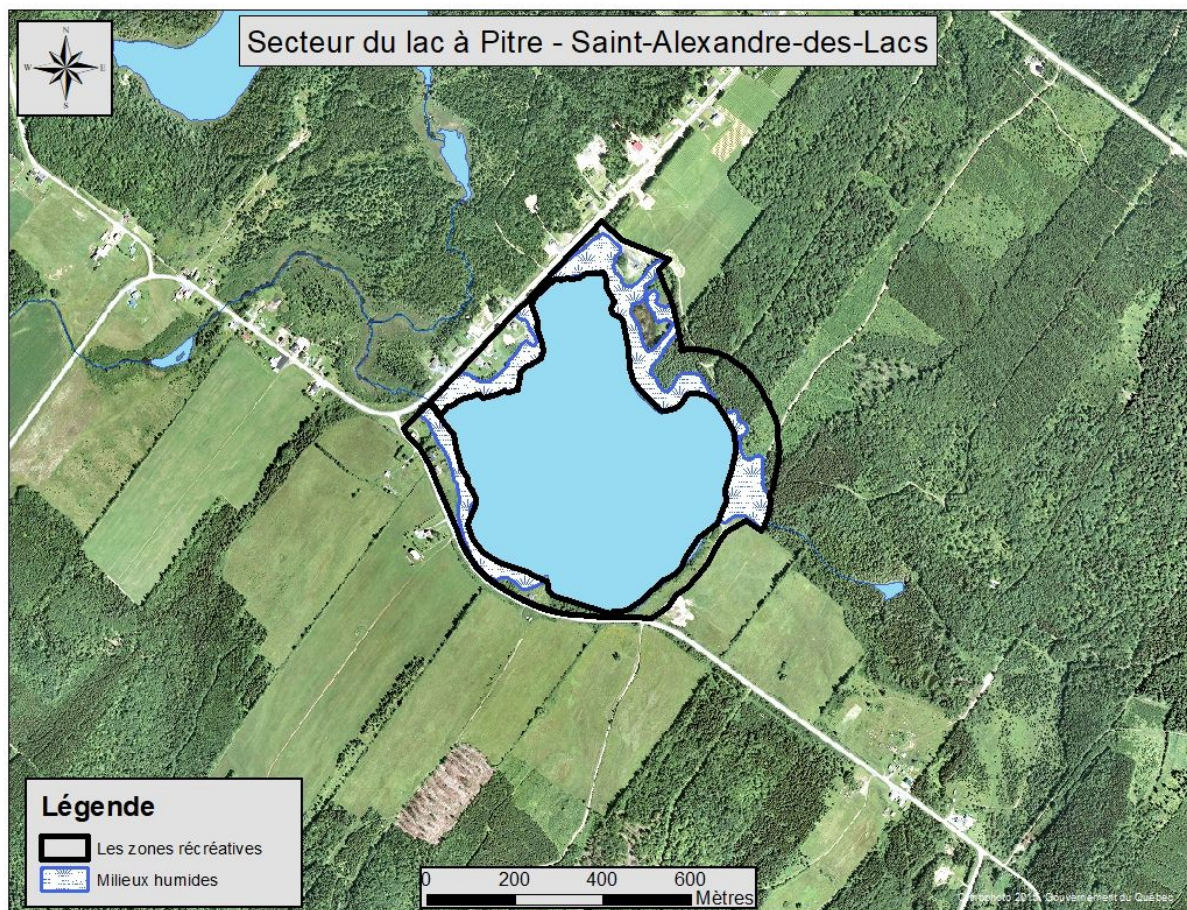 Secteur du lac à Pitre - Saint-Alexandre-des-Lacs
N
W E
S
Légende
Les zones récréatives
Milieux humides
0 200 400 600
Mètres
2015, Gouvernement du Québec